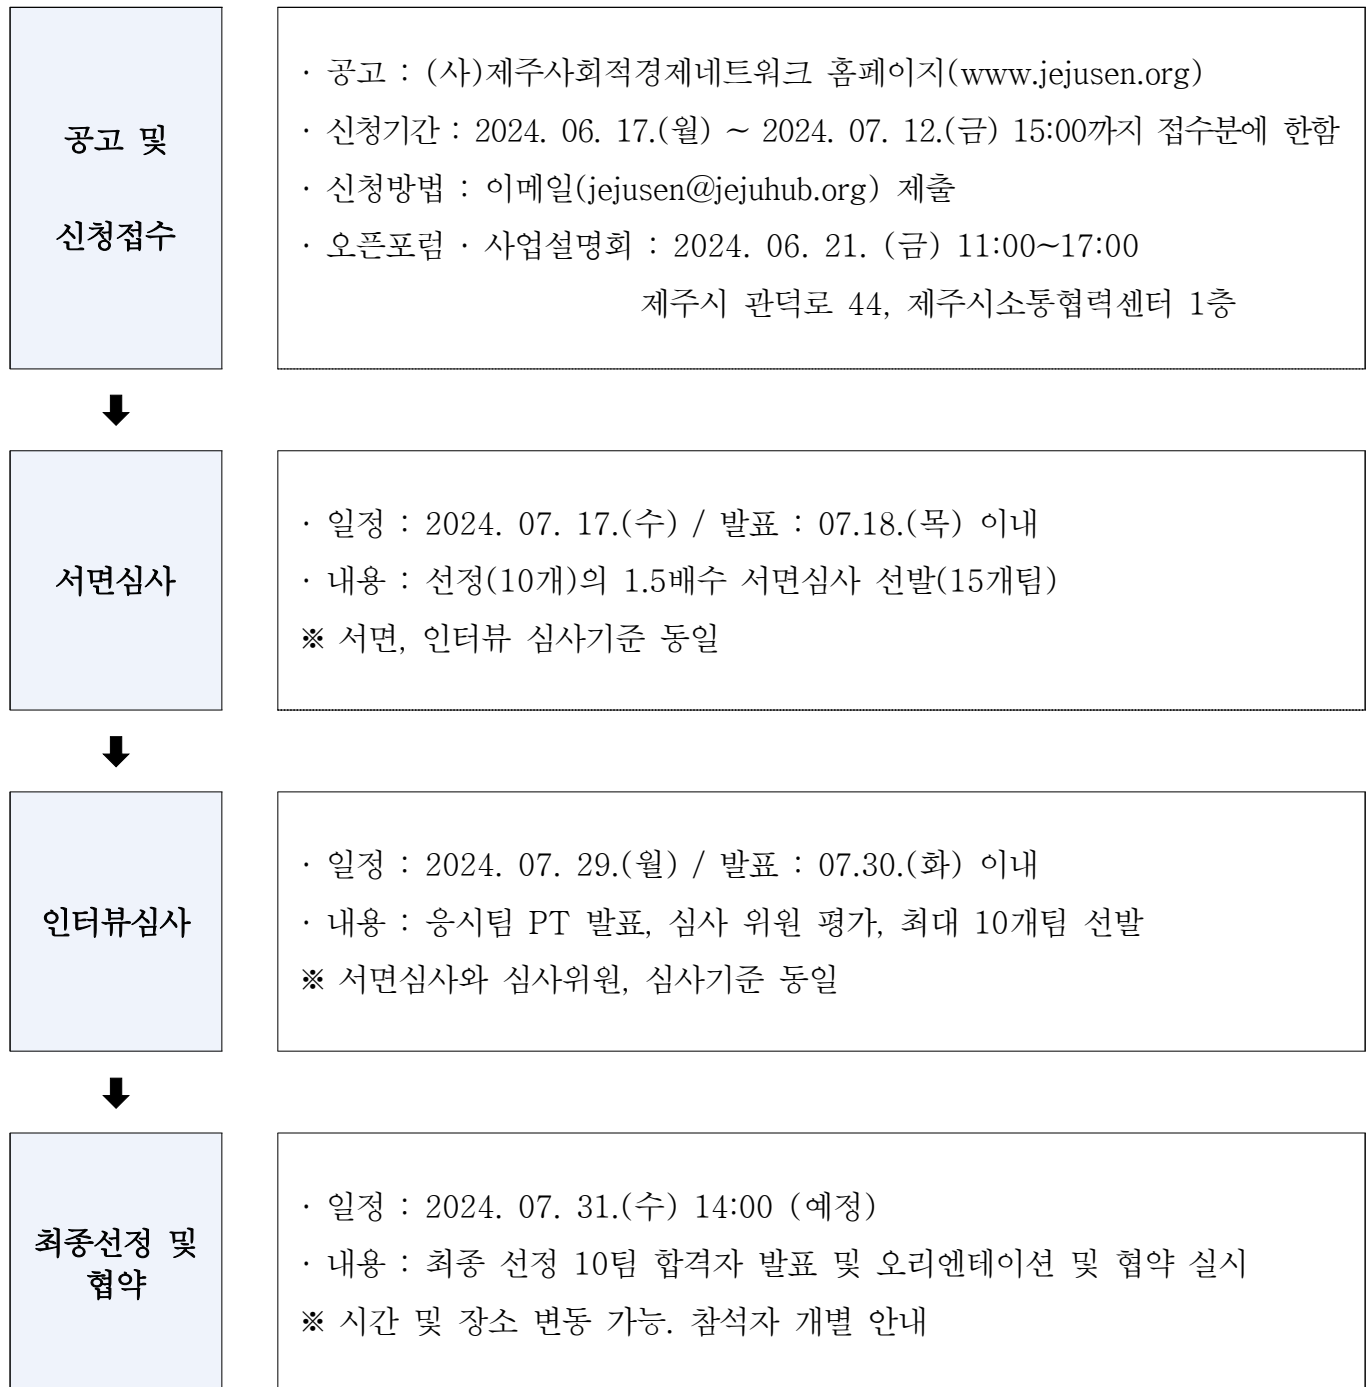 공고 및
신청접수
· 공고 : (사)제주사회적경제네트워크 홈페이지(www.jejusen.org)
· 신청기간 : 2024. 06. 17.(월) ~ 2024. 07. 12.(금) 15:00까지 접수분에 한함
· 신청방법 : 이메일(jejusen@jejuhub.org) 제출
· 오픈포럼 · 사업설명회 : 2024. 06. 21. (금) 11:00~17:00
제주시 관덕로 44, 제주시소통협력센터 1층
서면심사
· 일정 : 2024. 07. 17.(수) / 발표 : 07.18.(목) 이내
· 내용 : 선정(10개)의 1.5배수 서면심사 선발(15개팀)
※ 서면, 인터뷰 심사기준 동일
인터뷰심사
· 일정 : 2024. 07. 29.(월) / 발표 : 07.30.(화) 이내
· 내용 : 응시팀 PT 발표, 심사 위원 평가, 최대 10개팀 선발
※ 서면심사와 심사위원, 심사기준 동일
최종선정 및
협약
· 일정 : 2024. 07. 31.(수) 14:00 (예정)
· 내용 : 최종 선정 10팀 합격자 발표 및 오리엔테이션 및 협약 실시
※ 시간 및 장소 변동 가능. 참석자 개별 안내